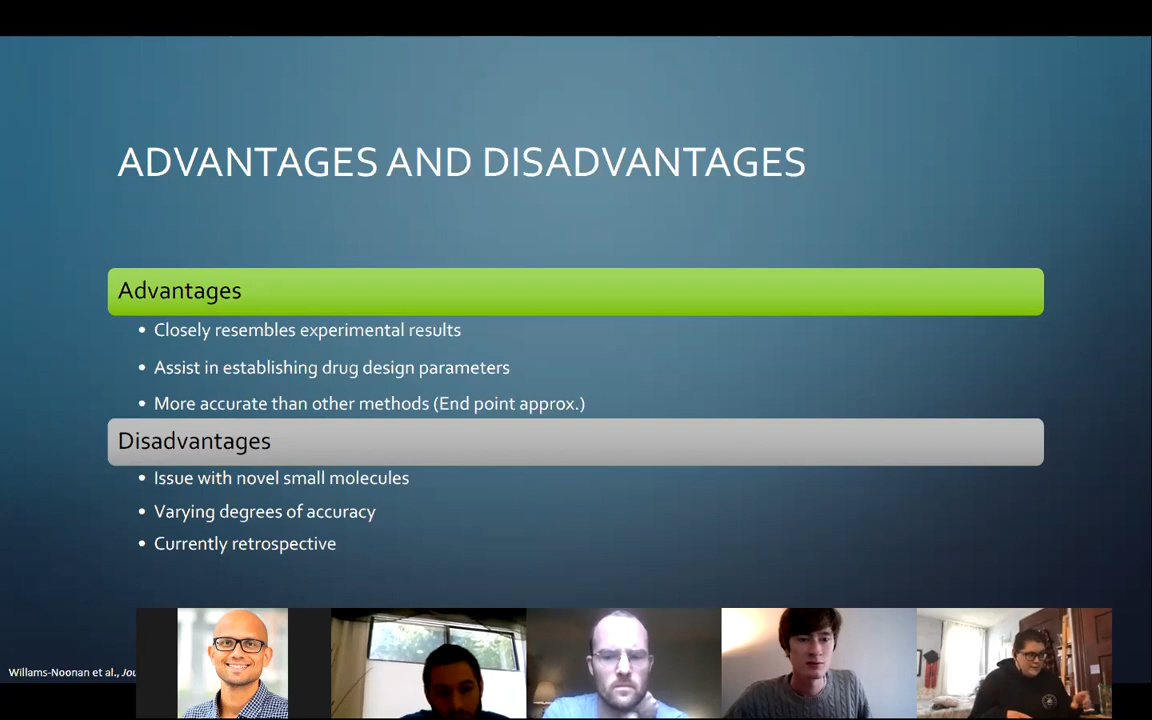 ADVANTAGES AND DISADVANTAGES
Advantages
• Closely resembles experimental results
• Assist in establishing drug design parameters
• More accurate than other methods (End point approx.)
Disadvantages
• Issue with novel small molecules
• Varying degrees of accuracy
• Currently retrospective
Willams-Noonan et al., Jou